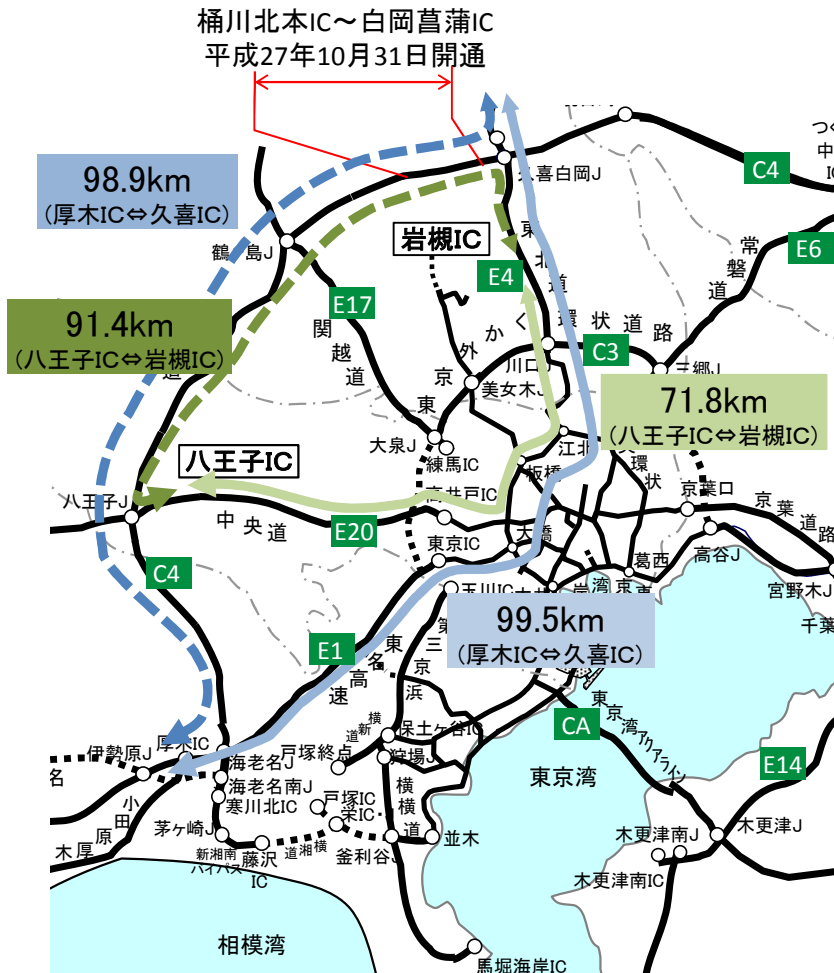 桶川北本IC～白岡菖蒲IC
平成27年10月31日開通
つく
中
IC
98.9km
(厚木IC⇔久喜IC)
久喜白岡J
C4
岩槻IC
鶴ヶ島J
東北道
常磐道
E6
E4
E17
91.4km
(八王子IC⇔岩槻IC)
関越道
東京外かく環状道路
C3
川口J
三郷J
美女木J
71.8km
(八王子IC⇔岩槻IC)
大泉J
練馬IC
江北J
八王子IC
板橋J
環状
京葉口
八王子J
高井戸IC
中央道
E20
京葉道路
大橋J
東京IC
高谷J
葛西J
C4
玉川IC
宮野木J
千葉
99.5km
(厚木IC⇔久喜IC)
E1
東名高速
第三京浜
CA
東京湾アクアライン
横新道
保土ヶ谷IC
厚木IC
伊勢原J
戸塚終点
狩場J
海老名J
E14
東京湾
海老名南J
寒川北IC
戸塚IC
栄IC・J
横横道
小田原厚木
茅ヶ崎J
木更津南J
木更津J
新湘南
バイパス
藤沢
IC
横湘道
釜利谷J
並木
木更津南IC
相模湾
馬堀海岸IC